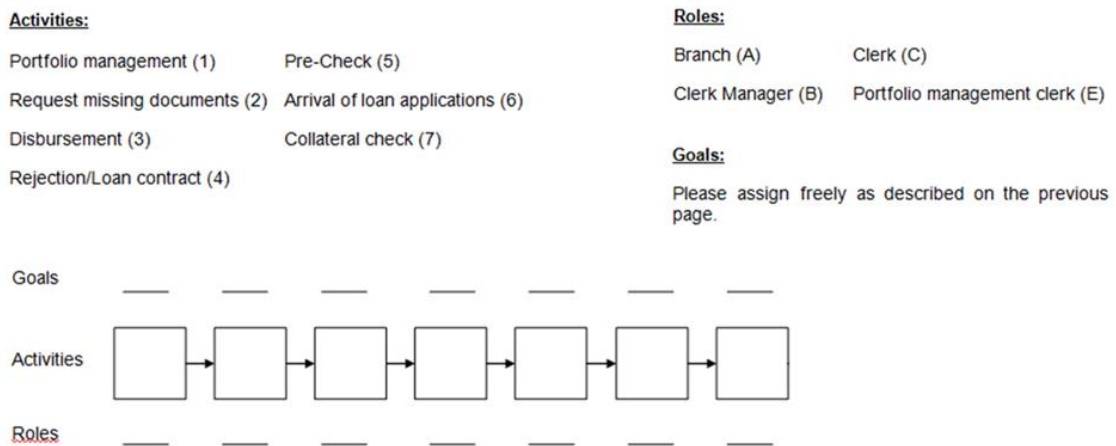 Activities:
Portfolio management (1) Pre-Check (5)
Request missing documents (2) Arrival of loan applications (6)
Disbursement (3) Collateral check (7)
Rejection/Loan contract (4)
Roles:
Branch (A) Clerk (C)
Clerk Manager (B) Portfolio management clerk (E)
Goals:
Please assign freely as described on the previous
page.
Goals
Activities
Roles